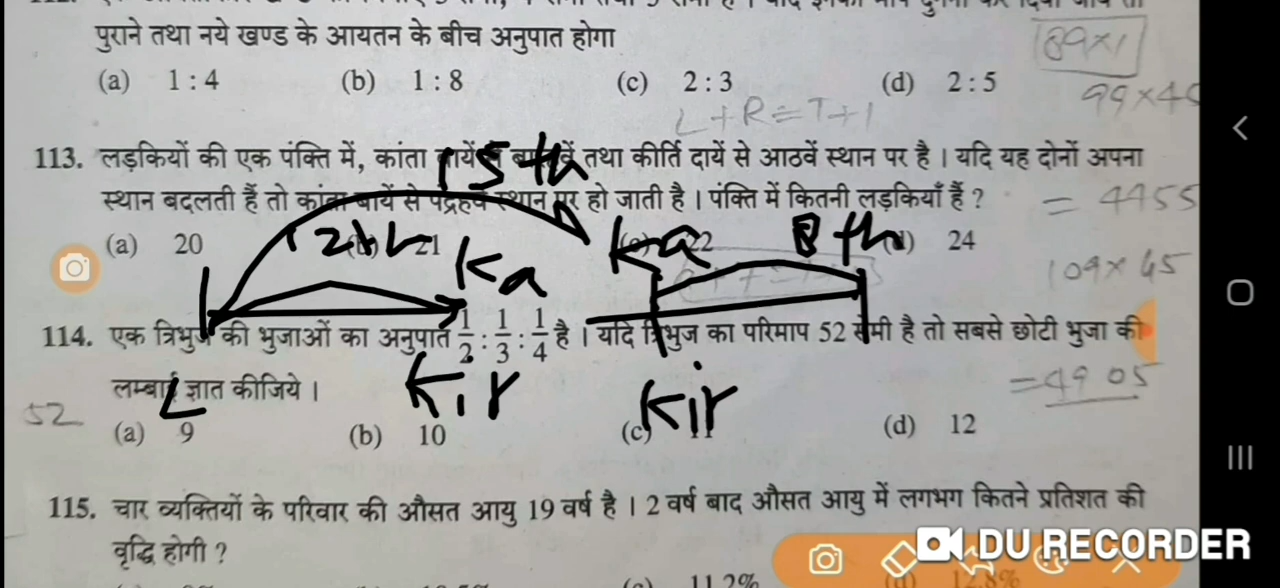 पुराने तथा नये खण्ड के आयतन के बीच अनुपात होगा
(a) 1 : 4 (b) 1 : 8 (c) 2 : 3 (d) 2 : 5
89×1
99×45
L+R=T+1
113. लड़कियों की एक पंक्ति में, कांता तथा कीर्ति दायें से आठवें स्थान पर है । यदि यह दोनों अपना
15th
स्थान बदलती हैं तो कांता बायें से पंद्रहवें स्थान पर हो जाती है । पंक्ति में कितनी लड़कियाँ हैं ?
= 4455
(a) 20 21 22 24
12th Ka Ka 8th
109×45
114. एक त्रिभुज की भुजाओं का अनुपात 1/2 : 1/3 : 1/4 है । यदि त्रिभुज का परिमाप 52 सेमी है तो सबसे छोटी भुजा की
लम्बाई ज्ञात कीजिये ।
=4905
L Kir Kir
52
(a) 9 (b) 10 (c) (d) 12
115. चार व्यक्तियों के परिवार की औसत आयु 19 वर्ष है । 2 वर्ष बाद औसत आयु में लगभग कितने प्रतिशत की
वृद्धि होगी ?
DU RECORDER
(c) 11.2% (d) 12.8%